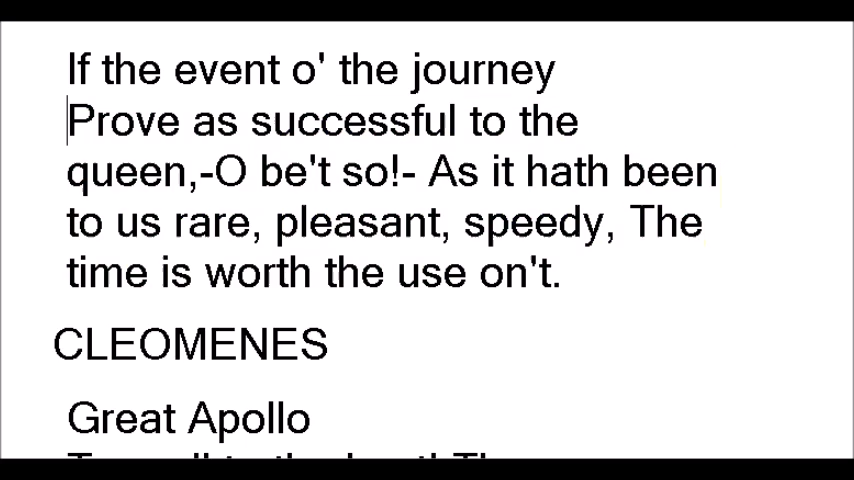 If the event o' the journey
Prove as successful to the
queen,-O be't so!- As it hath been
to us rare, pleasant, speedy, The
time is worth the use on't.
CLEOMENES
Great Apollo